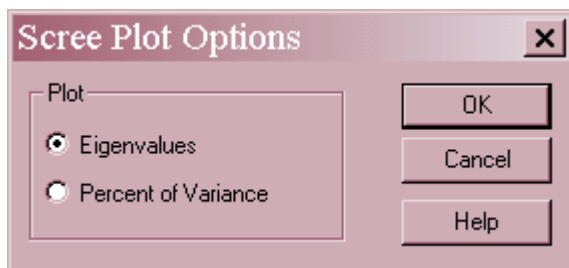 Scree Plot Options
Plot
Eigenvalues
Percent of Variance
OK
Cancel
Help